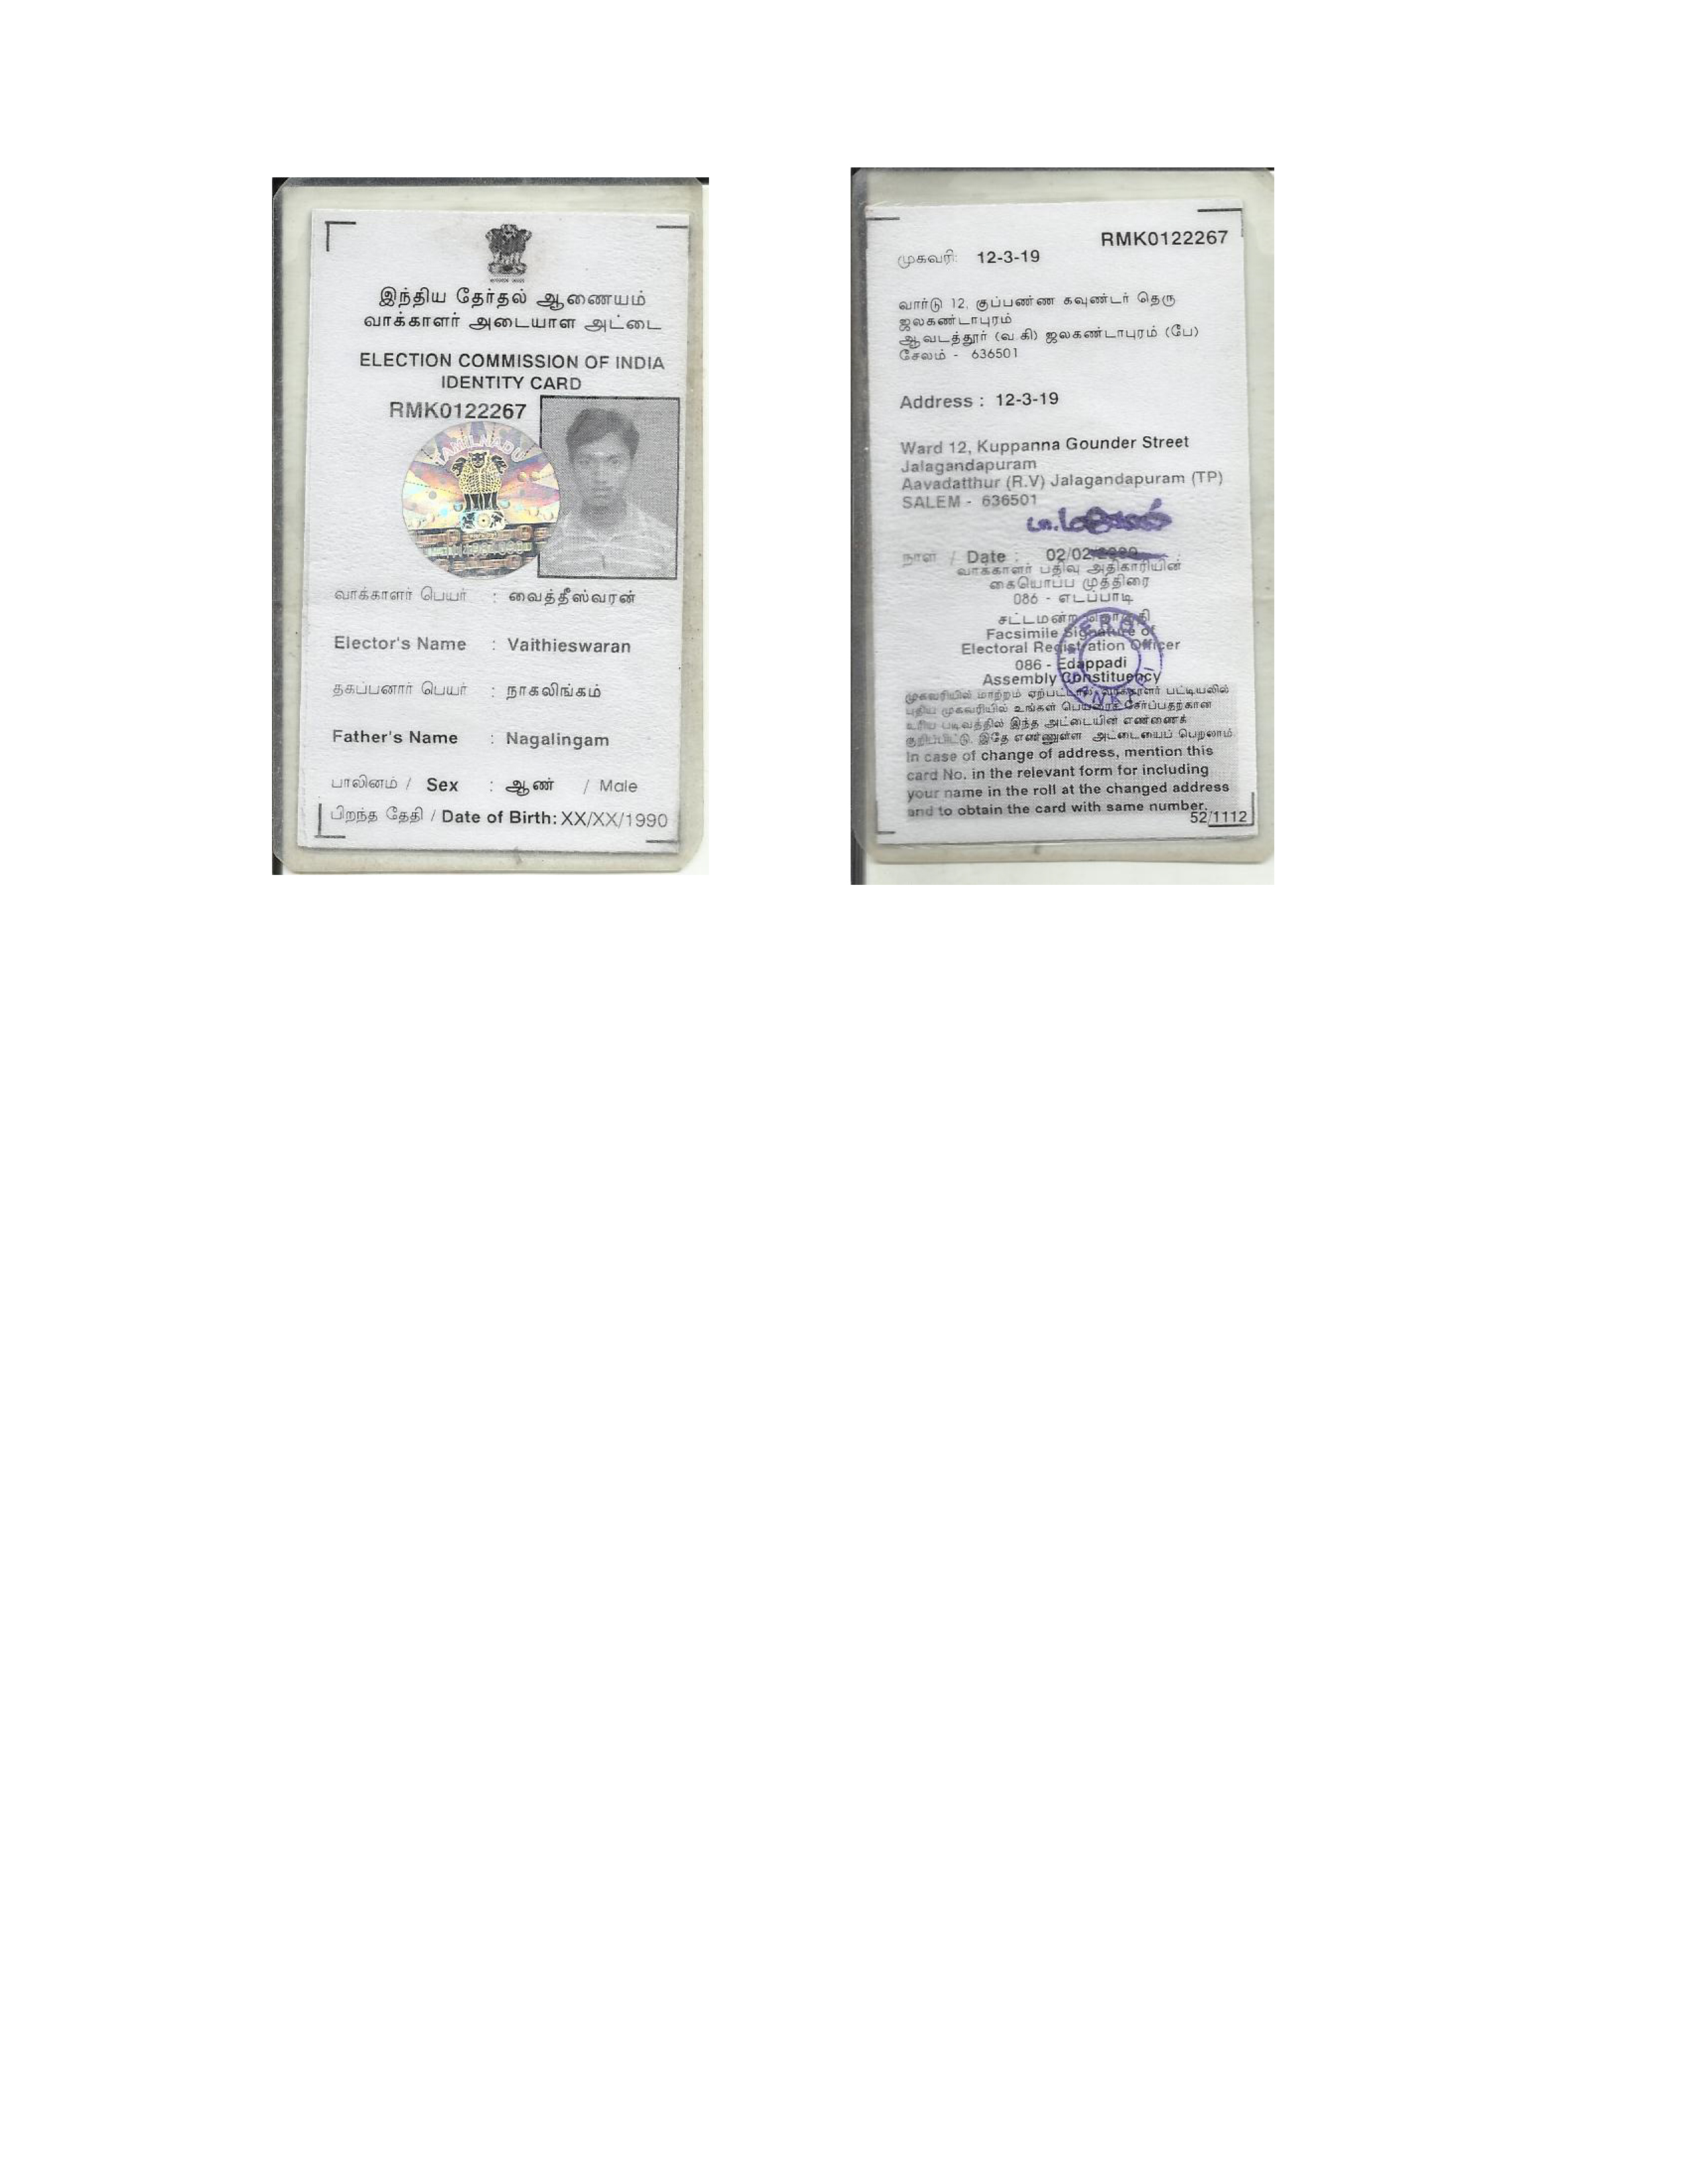 இந்திய தேர்தல் ஆணையம்
வாக்காளர் அடையாள அட்டை
ELECTION COMMISSION OF INDIA
IDENTITY CARD
RMK0122267
TAMILNADU
வாக்காளர் பெயர் : வைத்தீஸ்வரன்
Elector's Name : Vaithieswaran
தகப்பனார் பெயர் : நாகலிங்கம்
Father's Name : Nagalingam
பாலினம் / Sex : ஆண் / Male
பிறந்த தேதி / Date of Birth: XX/XX/1990
RMK0122267
முகவரி: 12-3-19
வார்டு 12, குப்பண்ண கவுண்டர் தெரு
ஜலகண்டாபுரம்
ஆவடத்தூர் (வ.கி) ஜலகண்டாபுரம் (பே)
சேலம் - 636501
Address : 12-3-19
Ward 12, Kuppanna Gounder Street
Jalagandapuram
Aavadatthur (R.V) Jalagandapuram (TP)
SALEM - 636501
நாள் / Date : 02/02/
வாக்காளர் பதிவு அதிகாரியின்
கையொப்ப முத்திரை
086 - எடப்பாடி
சட்டமன்ற தொகுதி
Facsimile Signature of
Electoral Registration Officer
086 - Edappadi
Assembly Constituency
முகவரியில் மாற்றம் ஏற்பட்டால், வாக்காளர் பட்டியலில்
புதிய முகவரியில் உங்கள் பெயரைச் சேர்ப்பதற்கான
உரிய படிவத்தில் இந்த அட்டையின் எண்ணைக்
குறிப்பிட்டு, இதே எண்ணுள்ள அட்டையைப் பெறலாம்.
In case of change of address, mention this
card No. in the relevant form for including
your name in the roll at the changed address
and to obtain the card with same number.
52/1112